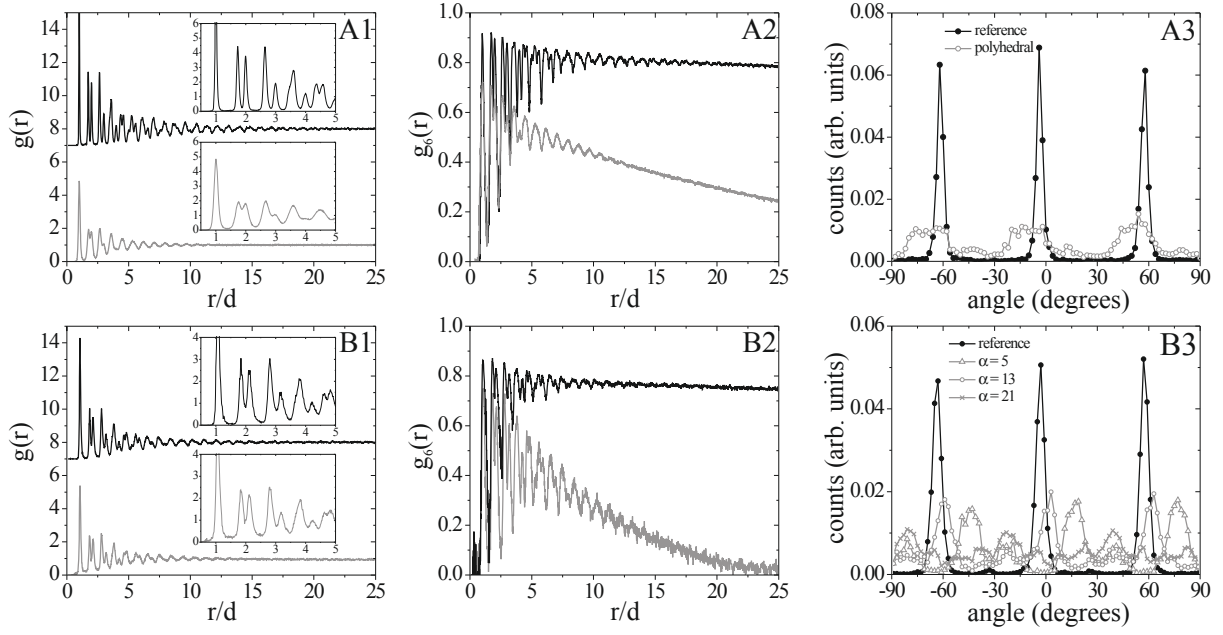 A1
g(r)
14
12
10
8
6
4
2
0
6
5
4
3
2
1
0
1 2 3 4 5
6
5
4
3
2
1
0
1 2 3 4 5
0 5 10 15 20 25
r/d
A2
g₆(r)
1.0
0.8
0.6
0.4
0.2
0.0
0 5 10 15 20 25
r/d
A3
reference
polyhedral
counts (arb. units)
0.08
0.06
0.04
0.02
0.00
-90 -60 -30 0 30 60 90
angle (degrees)
B1
g(r)
14
12
10
8
6
4
2
0
4
3
2
1
0
1 2 3 4 5
4
3
2
1
0
1 2 3 4 5
0 5 10 15 20 25
r/d
B2
g₆(r)
1.0
0.8
0.6
0.4
0.2
0.0
0 5 10 15 20 25
r/d
B3
reference
α = 5
α = 13
α = 21
counts (arb. units)
0.06
0.04
0.02
0.00
-90 -60 -30 0 30 60 90
angle (degrees)